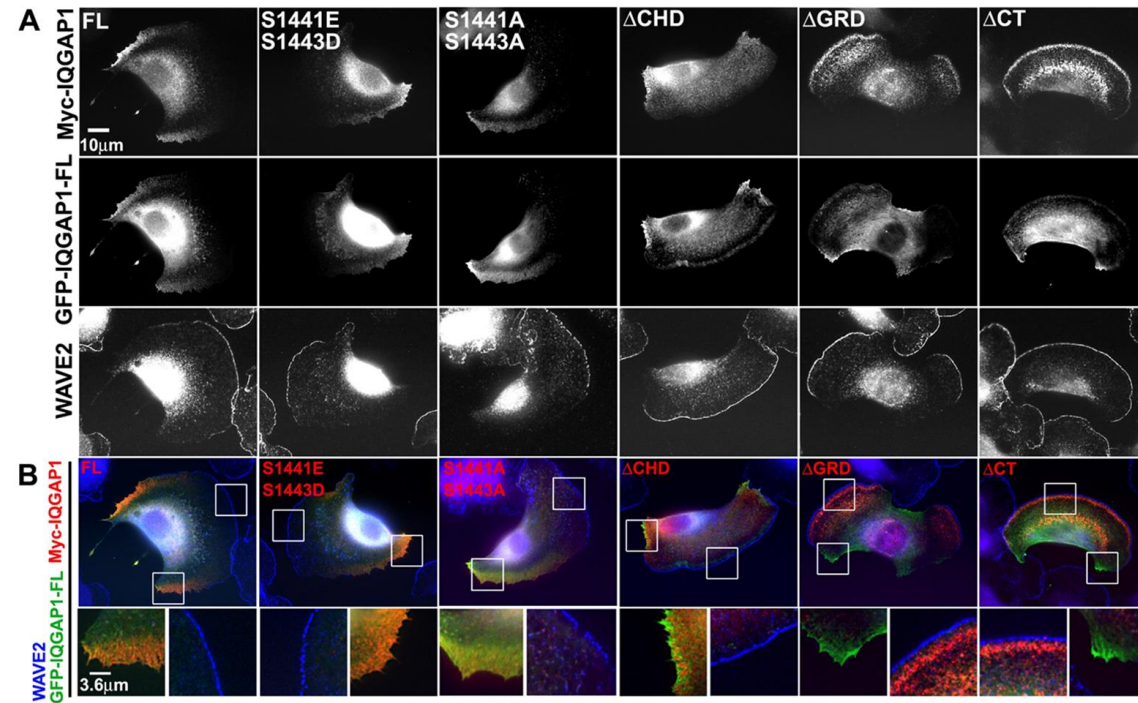 A
FL
S1441E
S1443D
S1441A
S1443A
ΔCHD
ΔGRD
ΔCT
Myc-IQGAP1
10μm
GFP-IQGAP1-FL
WAVE2
B
FL
S1441E
S1443D
S1441A
S1443A
ΔCHD
ΔGRD
ΔCT
WAVE2
GFP-IQGAP1-FL
Myc-IQGAP1
3.6μm